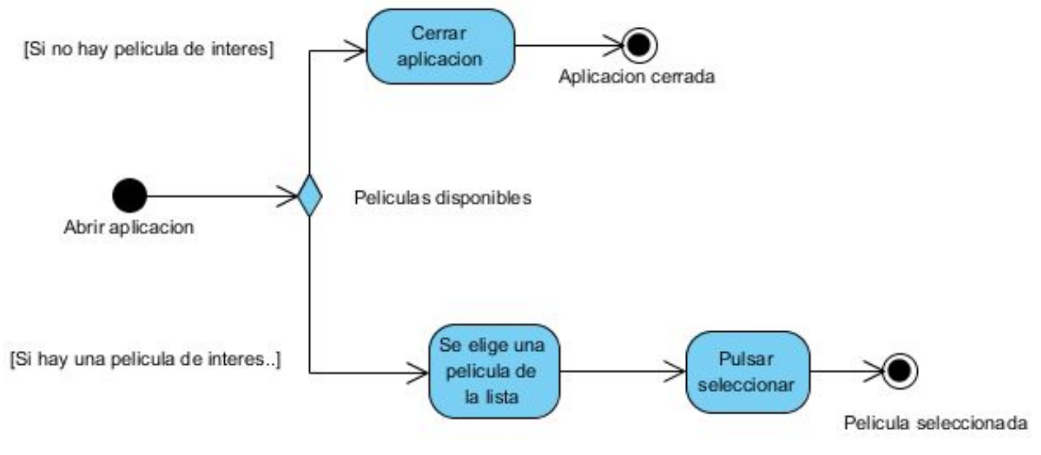 Cerrar
aplicacion
[Si no hay pelicula de interes]
Aplicacion cerrada
Peliculas disponibles
Abrir aplicacion
[Si hay una pelicula de interes..]
Se elige una
pelicula de
la lista
Pulsar
seleccionar
Pelicula seleccionada